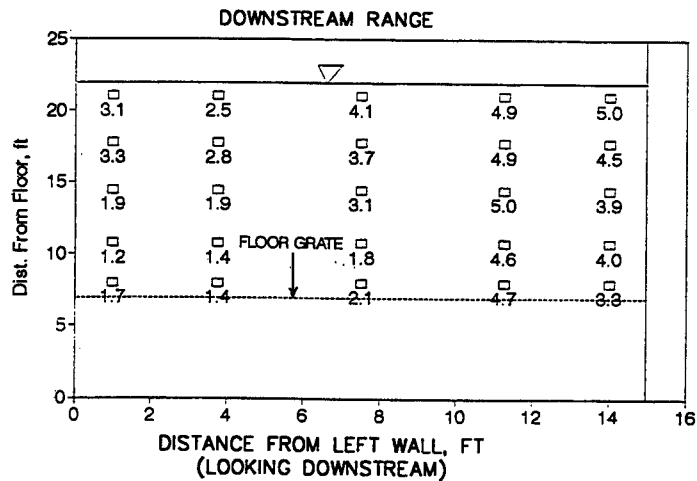 DOWNSTREAM RANGE
25
20
15
10
5
0
Dist. From Floor, ft
3.1 2.5 4.1 4.9 5.0
3.3 2.8 3.7 4.9 4.5
1.9 1.9 3.1 5.0 3.9
FLOOR GRATE
1.2 1.4 1.8 4.6 4.0
1.7 1.4 2.1 4.7 3.3
0 2 4 6 8 10 12 14 16
DISTANCE FROM LEFT WALL, FT
(LOOKING DOWNSTREAM)